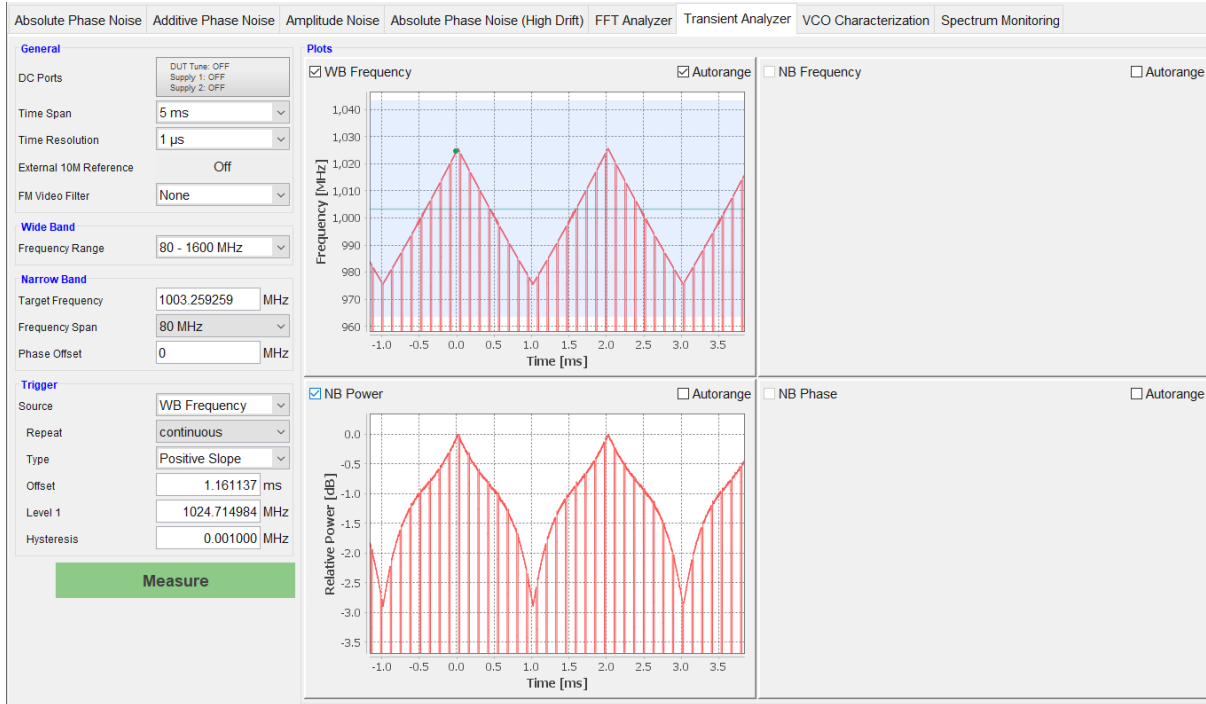 Absolute Phase Noise Additive Phase Noise Amplitude Noise Absolute Phase Noise (High Drift) FFT Analyzer Transient Analyzer VCO Characterization Spectrum Monitoring
General
DC Ports
DUT Tune: OFF
Supply 1: OFF
Supply 2: OFF
Time Span 5 ms
Time Resolution 1 µs
External 10M Reference Off
FM Video Filter None
Wide Band
Frequency Range 80 - 1600 MHz
Narrow Band
Target Frequency 1003.259259 MHz
Frequency Span 80 MHz
Phase Offset 0 MHz
Trigger
Source WB Frequency
Repeat continuous
Type Positive Slope
Offset 1.161137 ms
Level 1 1024.714984 MHz
Hysteresis 0.001000 MHz
Measure
Plots
WB Frequency Autorange
Frequency [MHz]
1,040
1,030
1,020
1,010
1,000
990
980
970
960
-1.0 -0.5 0.0 0.5 1.0 1.5 2.0 2.5 3.0 3.5
Time [ms]
NB Frequency Autorange
NB Power Autorange
Relative Power [dB]
0.0
-0.5
-1.0
-1.5
-2.0
-2.5
-3.0
-3.5
-1.0 -0.5 0.0 0.5 1.0 1.5 2.0 2.5 3.0 3.5
Time [ms]
NB Phase Autorange